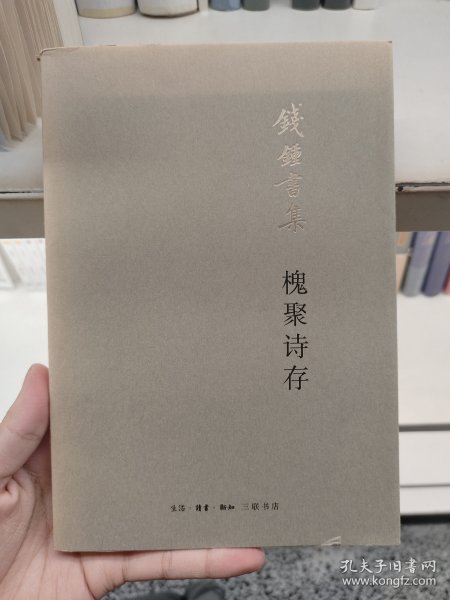 錢鍾書集
槐聚诗存
生活·讀書·新知 三联书店
孔夫子旧书网
www.kongfz.com